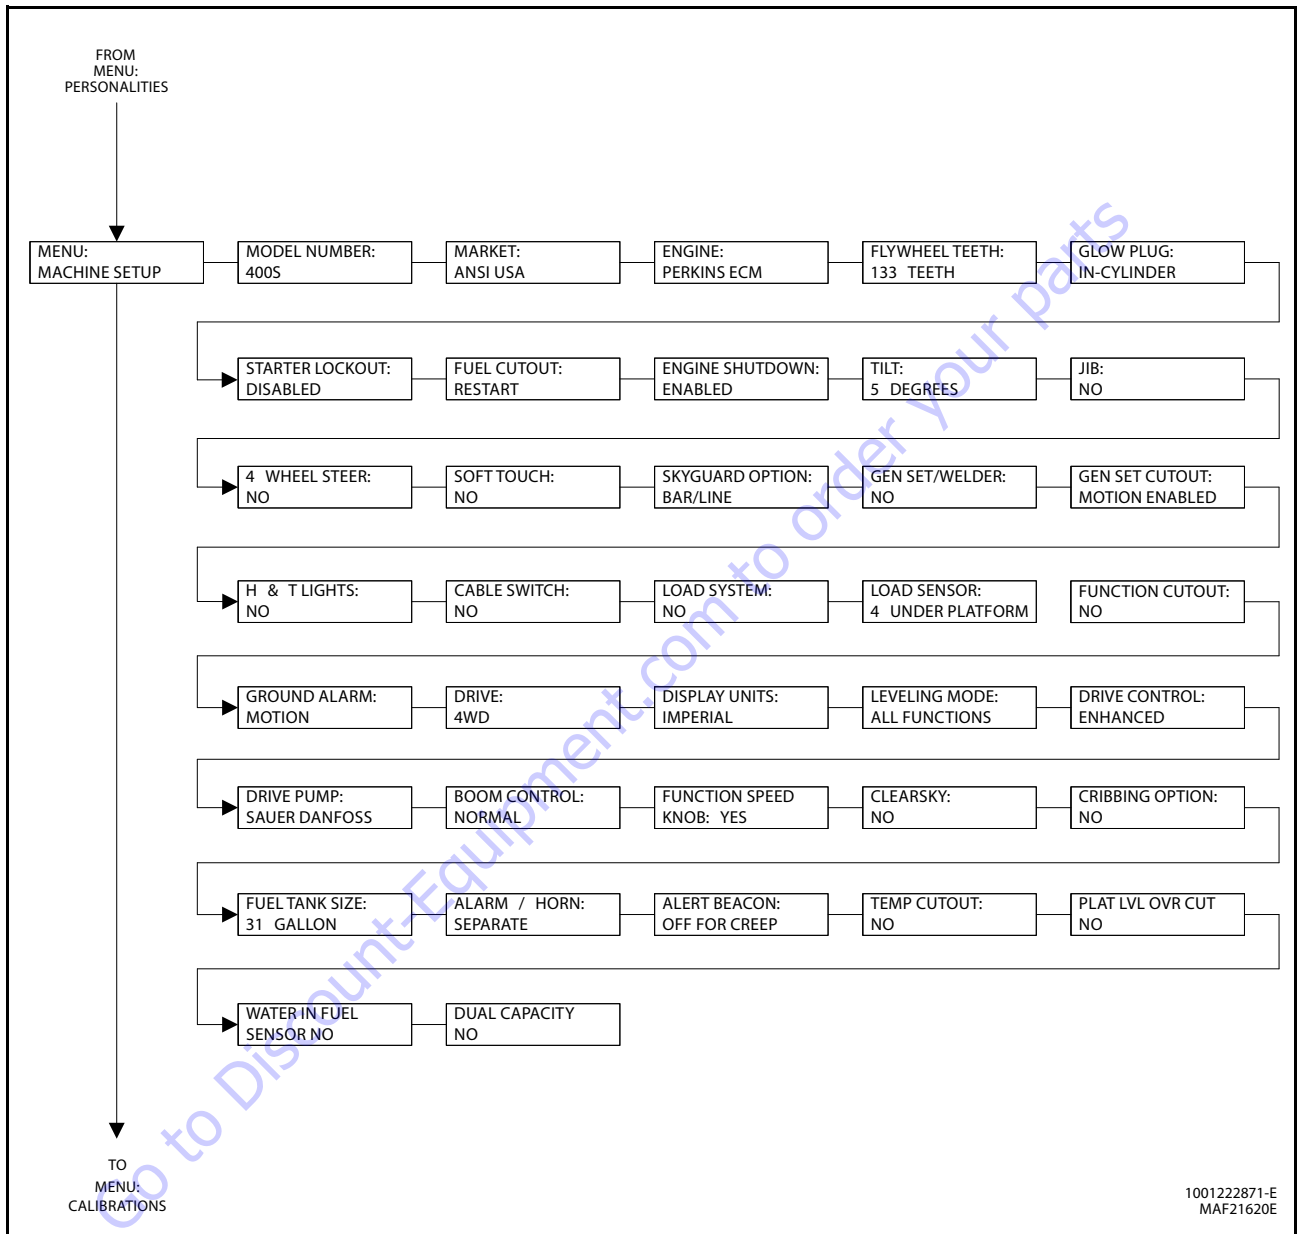 FROM
MENU:
PERSONALITIES
MENU:
MACHINE SETUP
MODEL NUMBER:
400S
MARKET:
ANSI USA
ENGINE:
PERKINS ECM
FLYWHEEL TEETH:
133 TEETH
GLOW PLUG:
IN-CYLINDER
STARTER LOCKOUT:
DISABLED
FUEL CUTOUT:
RESTART
ENGINE SHUTDOWN:
ENABLED
TILT:
5 DEGREES
JIB:
NO
4 WHEEL STEER:
NO
SOFT TOUCH:
NO
SKYGUARD OPTION:
BAR/LINE
GEN SET/WELDER:
NO
GEN SET CUTOUT:
MOTION ENABLED
H & T LIGHTS:
NO
CABLE SWITCH:
NO
LOAD SYSTEM:
NO
LOAD SENSOR:
4 UNDER PLATFORM
FUNCTION CUTOUT:
NO
GROUND ALARM:
MOTION
DRIVE:
4WD
DISPLAY UNITS:
IMPERIAL
LEVELING MODE:
ALL FUNCTIONS
DRIVE CONTROL:
ENHANCED
DRIVE PUMP:
SAUER DANFOSS
BOOM CONTROL:
NORMAL
FUNCTION SPEED
KNOB: YES
CLEARSKY:
NO
CRIBBING OPTION:
NO
FUEL TANK SIZE:
31 GALLON
ALARM / HORN:
SEPARATE
ALERT BEACON:
OFF FOR CREEP
TEMP CUTOUT:
NO
PLAT LVL OVR CUT
NO
WATER IN FUEL
SENSOR NO
DUAL CAPACITY
NO
TO
MENU:
CALIBRATIONS
1001222871-E
MAF21620E
Go to Discount-Equipment.com to order your parts